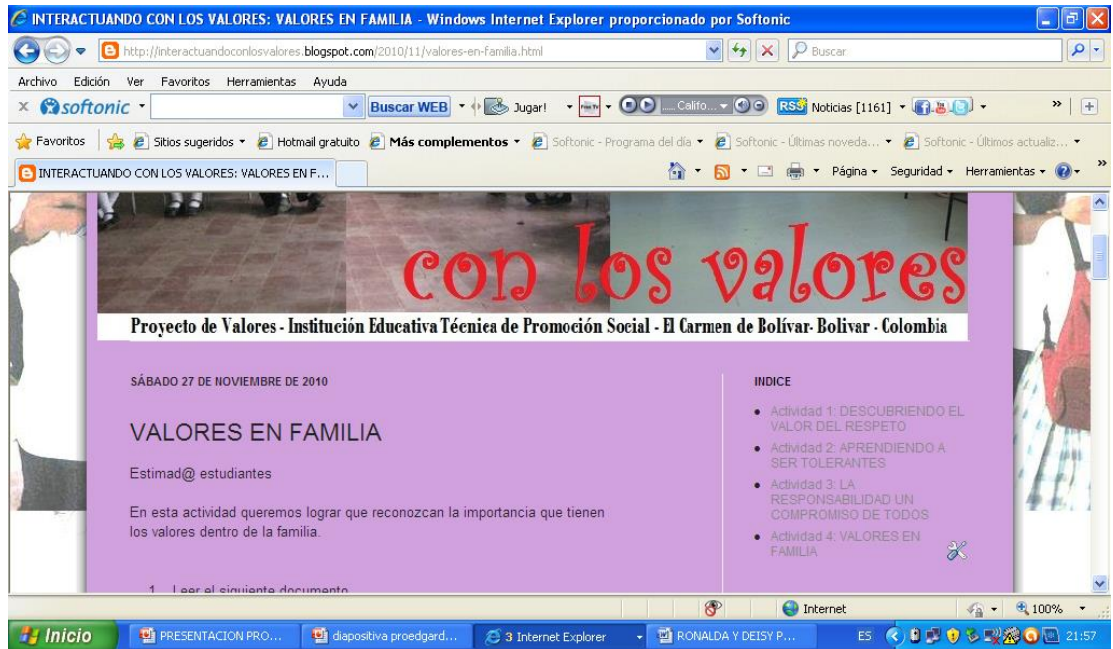 INTERACTUANDO CON LOS VALORES: VALORES EN FAMILIA - Windows Internet Explorer proporcionado por Softonic
http://interactuandoconlosvalores.blogspot.com/2010/11/valores-en-familia.html
Buscar
Archivo Edición Ver Favoritos Herramientas Ayuda
x softonic Buscar WEB Jugar! Free TV ..... Califo... RSS Noticias [1161] »
Favoritos Sitios sugeridos Hotmail gratuito Más complementos Softonic - Programa del día Softonic - Últimas noveda... Softonic - Últimos actualiz...
INTERACTUANDO CON LOS VALORES: VALORES EN F... Página Seguridad Herramientas »
con los valores
Proyecto de Valores - Institución Educativa Técnica de Promoción Social - El Carmen de Bolívar- Bolivar - Colombia
SÁBADO 27 DE NOVIEMBRE DE 2010
VALORES EN FAMILIA
Estimad@ estudiantes
En esta actividad queremos lograr que reconozcan la importancia que tienen
los valores dentro de la familia.
1. Leer el siguiente documento
INDICE
Actividad 1: DESCUBRIENDO EL
VALOR DEL RESPETO
Actividad 2: APRENDIENDO A
SER TOLERANTES
Actividad 3: LA
RESPONSABILIDAD UN
COMPROMISO DE TODOS
Actividad 4: VALORES EN
FAMILIA
Internet 100%
Inicio PRESENTACION PRO... diapositiva proedgard... 3 Internet Explorer RONALDA Y DEISY P... ES 21:57